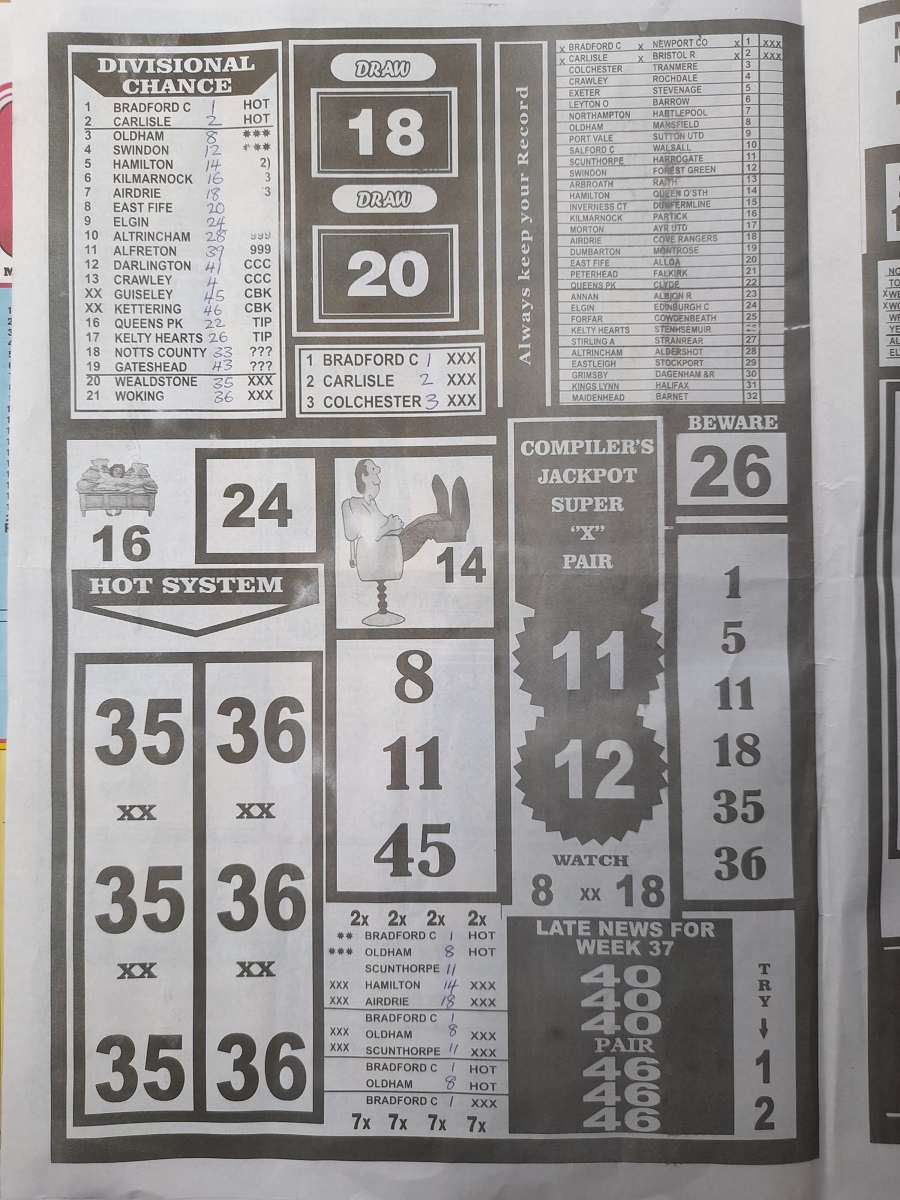 DIVISIONAL
CHANCE
1 BRADFORD C 1 HOT
2 CARLISLE 2 HOT
3 OLDHAM 8 ***
4 SWINDON 12 ***
5 HAMILTON 14 2)
6 KILMARNOCK 16 3
7 AIRDRIE 18 3
8 EAST FIFE 20
9 ELGIN 24
10 ALTRINCHAM 28 999
11 ALFRETON 39 999
12 DARLINGTON 41 CCC
13 CRAWLEY 4 CCC
XX GUISELEY 45 CBK
XX KETTERING 46 CBK
16 QUEENS PK 22 TIP
17 KELTY HEARTS 26 TIP
18 NOTTS COUNTY 33 ???
19 GATESHEAD 43 ???
20 WEALDSTONE 35 XXX
21 WOKING 36 XXX
DRAW
18
DRAW
20
1 BRADFORD C 1 XXX
2 CARLISLE 2 XXX
3 COLCHESTER 3 XXX
Always keep your Record
x BRADFORD C x NEWPORT CO x 1 XXX
x CARLISLE x BRISTOL R x 2 XXX
COLCHESTER TRANMERE 3
CRAWLEY ROCHDALE 4
EXETER STEVENAGE 5
LEYTON O BARROW 6
NORTHAMPTON HARTLEPOOL 7
OLDHAM MANSFIELD 8
PORT VALE SUTTON UTD 9
SALFORD C WALSALL 10
SCUNTHORPE HARROGATE 11
SWINDON FOREST GREEN 12
ARBROATH RAITH 13
HAMILTON QUEEN O'STH 14
INVERNESS CT DUNFERMLINE 15
KILMARNOCK PARTICK 16
MORTON AYR UTD 17
AIRDRIE COVE RANGERS 18
DUMBARTON MONTROSE 19
EAST FIFE ALLOA 20
PETERHEAD FALKIRK 21
QUEENS PK CLYDE 22
ANNAN ALBION R 23
ELGIN EDINBURGH C 24
FORFAR COWDENBEATH 25
KELTY HEARTS STENHSEMUIR
STIRLING A STRANREAR 27
ALTRINCHAM ALDERSHOT 28
EASTLEIGH STOCKPORT 29
GRIMSBY DAGENHAM &R 30
KINGS LYNN HALIFAX 31
MAIDENHEAD BARNET 32
16
24
14
HOT SYSTEM
35 36
XX XX
35 36
XX XX
35 36
8
11
45
2x 2x 2x 2x
** BRADFORD C 1 HOT
*** OLDHAM 8 HOT
SCUNTHORPE 11
XXX HAMILTON 14 XXX
XXX AIRDRIE 18 XXX
BRADFORD C 1
XXX OLDHAM 8 XXX
XXX SCUNTHORPE 11 XXX
BRADFORD C 1 HOT
OLDHAM 8 HOT
BRADFORD C 1 XXX
7x 7x 7x 7x
COMPILER'S
JACKPOT
SUPER
"X"
PAIR
11
12
WATCH
8 XX 18
BEWARE
26
1
5
11
18
35
36
LATE NEWS FOR
WEEK 37
40
40
40
PAIR
46
46
46
TRY
1
2